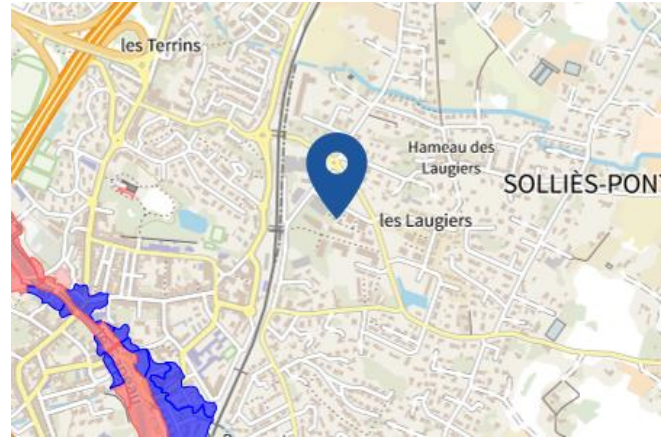 les Terrins
Hameau des
Laugiers
SOLLIÈS-PONT
les Laugiers